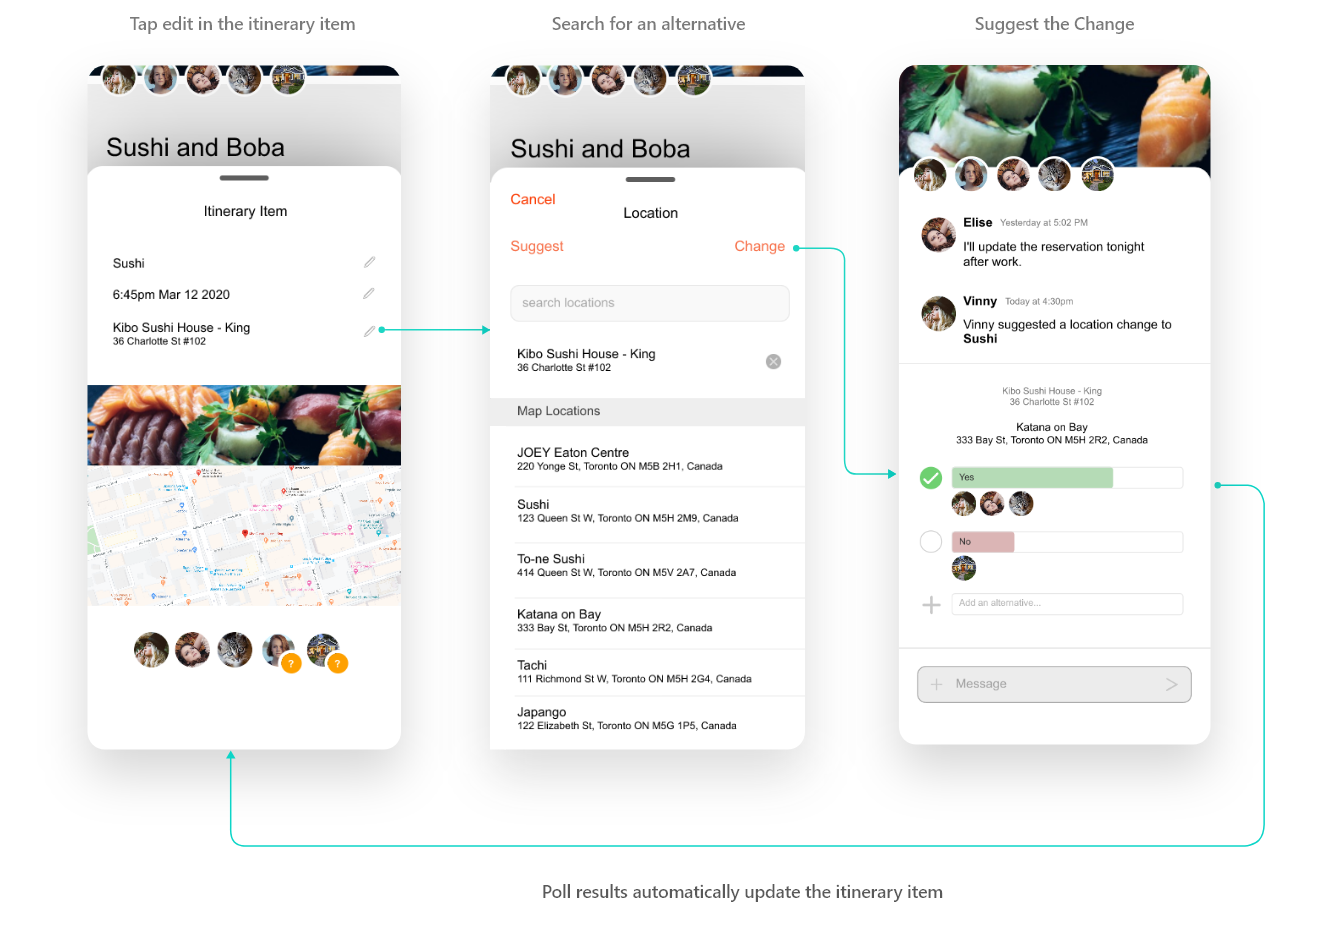 Tap edit in the itinerary item
Search for an alternative
Suggest the Change
Sushi and Boba
Itinerary Item
Sushi
6:45pm Mar 12 2020
Kibo Sushi House - King
36 Charlotte St #102
?
?
Sushi and Boba
Cancel
Location
Suggest
Change
search locations
Kibo Sushi House - King
36 Charlotte St #102
Map Locations
JOEY Eaton Centre
220 Yonge St, Toronto ON M5B 2H1, Canada
Sushi
123 Queen St W, Toronto ON M5H 2M9, Canada
To-ne Sushi
414 Queen St W, Toronto ON M5V 2A7, Canada
Katana on Bay
333 Bay St, Toronto ON M5H 2R2, Canada
Tachi
111 Richmond St W, Toronto ON M5H 2G4, Canada
Japango
122 Elizabeth St, Toronto ON M5G 1P5, Canada
Elise Yesterday at 5:02 PM
I'll update the reservation tonight
after work.
Vinny Today at 4:30pm
Vinny suggested a location change to
Sushi
Kibo Sushi House - King
36 Charlotte St #102
Katana on Bay
333 Bay St, Toronto ON M5H 2R2, Canada
Yes
No
Add an alternative...
Message
Poll results automatically update the itinerary item